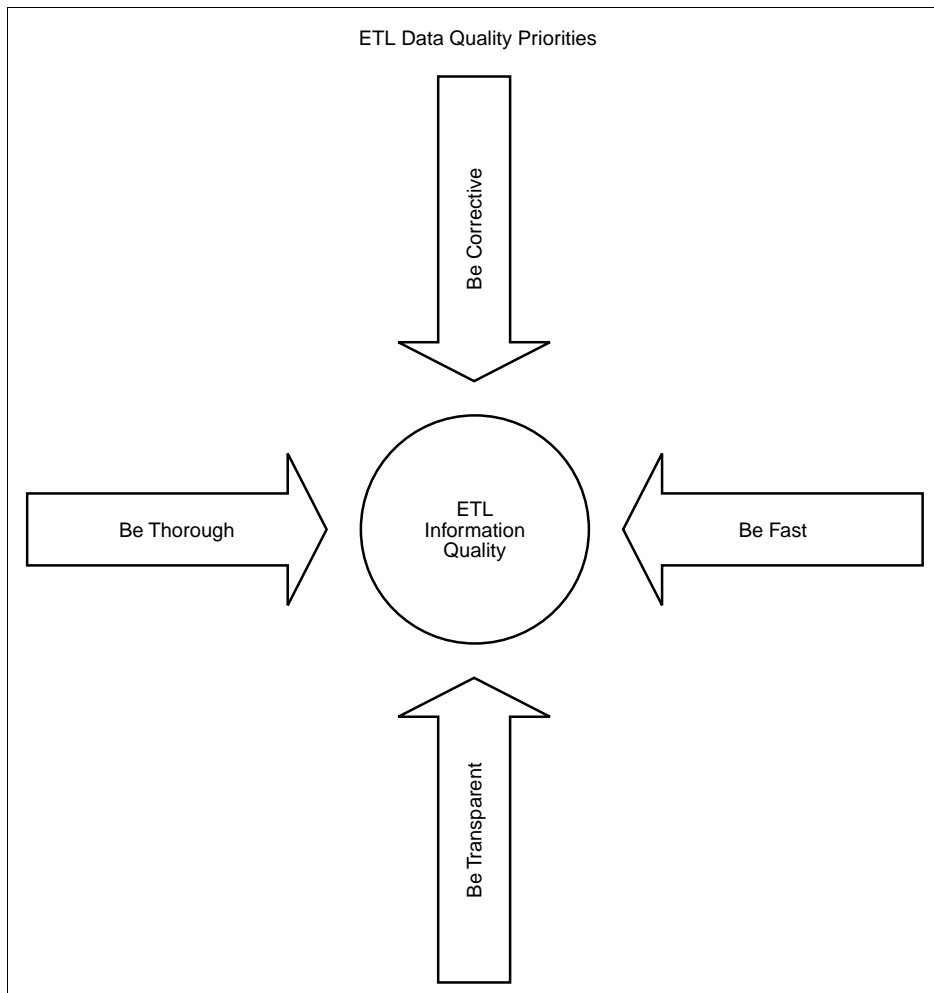 ETL Data Quality Priorities
Be Corrective
Be Thorough
ETL
Information
Quality
Be Fast
Be Transparent